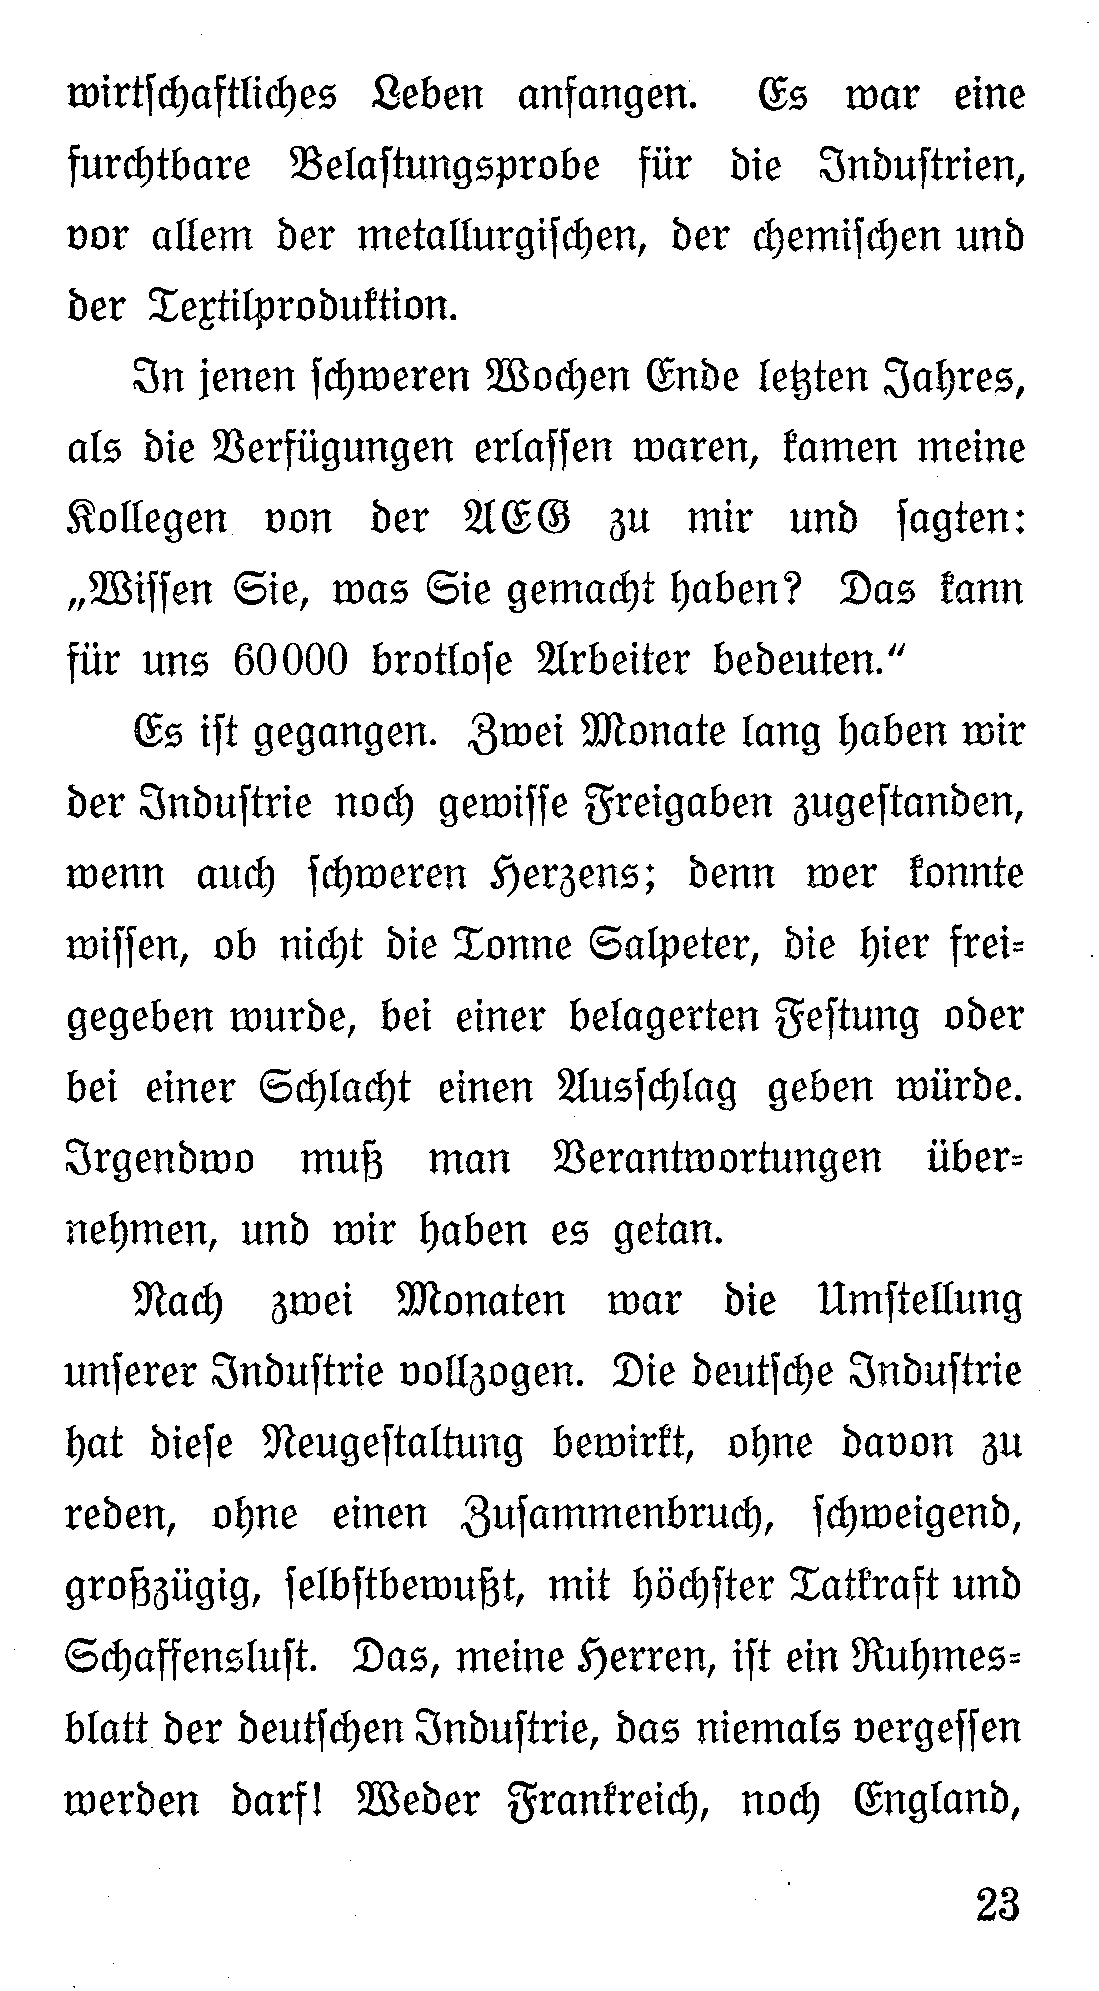 wirtſchaftliches Leben anfangen. Es war eine
furchtbare Belaſtungsprobe für die Induſtrien,
vor allem der metallurgiſchen, der chemiſchen und
der Textilproduktion.
In jenen ſchweren Wochen Ende letzten Jahres,
als die Verfügungen erlaſſen waren, kamen meine
Kollegen von der AEG zu mir und ſagten:
„Wiſſen Sie, was Sie gemacht haben? Das kann
für uns 60000 brotloſe Arbeiter bedeuten.“
Es iſt gegangen. Zwei Monate lang haben wir
der Induſtrie noch gewiſſe Freigaben zugeſtanden,
wenn auch ſchweren Herzens; denn wer konnte
wiſſen, ob nicht die Tonne Salpeter, die hier frei⸗
gegeben wurde, bei einer belagerten Feſtung oder
bei einer Schlacht einen Ausſchlag geben würde.
Irgendwo muß man Verantwortungen über⸗
nehmen, und wir haben es getan.
Nach zwei Monaten war die Umſtellung
unſerer Induſtrie vollzogen. Die deutſche Induſtrie
hat dieſe Neugeſtaltung bewirkt, ohne davon zu
reden, ohne einen Zuſammenbruch, ſchweigend,
großzügig, ſelbſtbewußt, mit höchſter Tatkraft und
Schaffensluſt. Das, meine Herren, iſt ein Ruhmes⸗
blatt der deutſchen Induſtrie, das niemals vergeſſen
werden darf! Weder Frankreich, noch England,
23